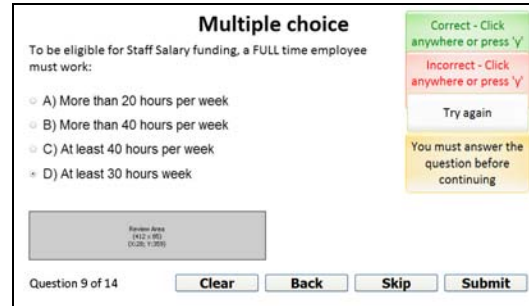 Multiple choice
To be eligible for Staff Salary funding, a FULL time employee
must work:
A) More than 20 hours per week
B) More than 40 hours per week
C) At least 40 hours per week
D) At least 30 hours week
Correct - Click
anywhere or press 'y'
Incorrect - Click
anywhere or press 'y'
Try again
You must answer the
question before
continuing
Review Area
Question 9 of 14
Clear
Back
Skip
Submit